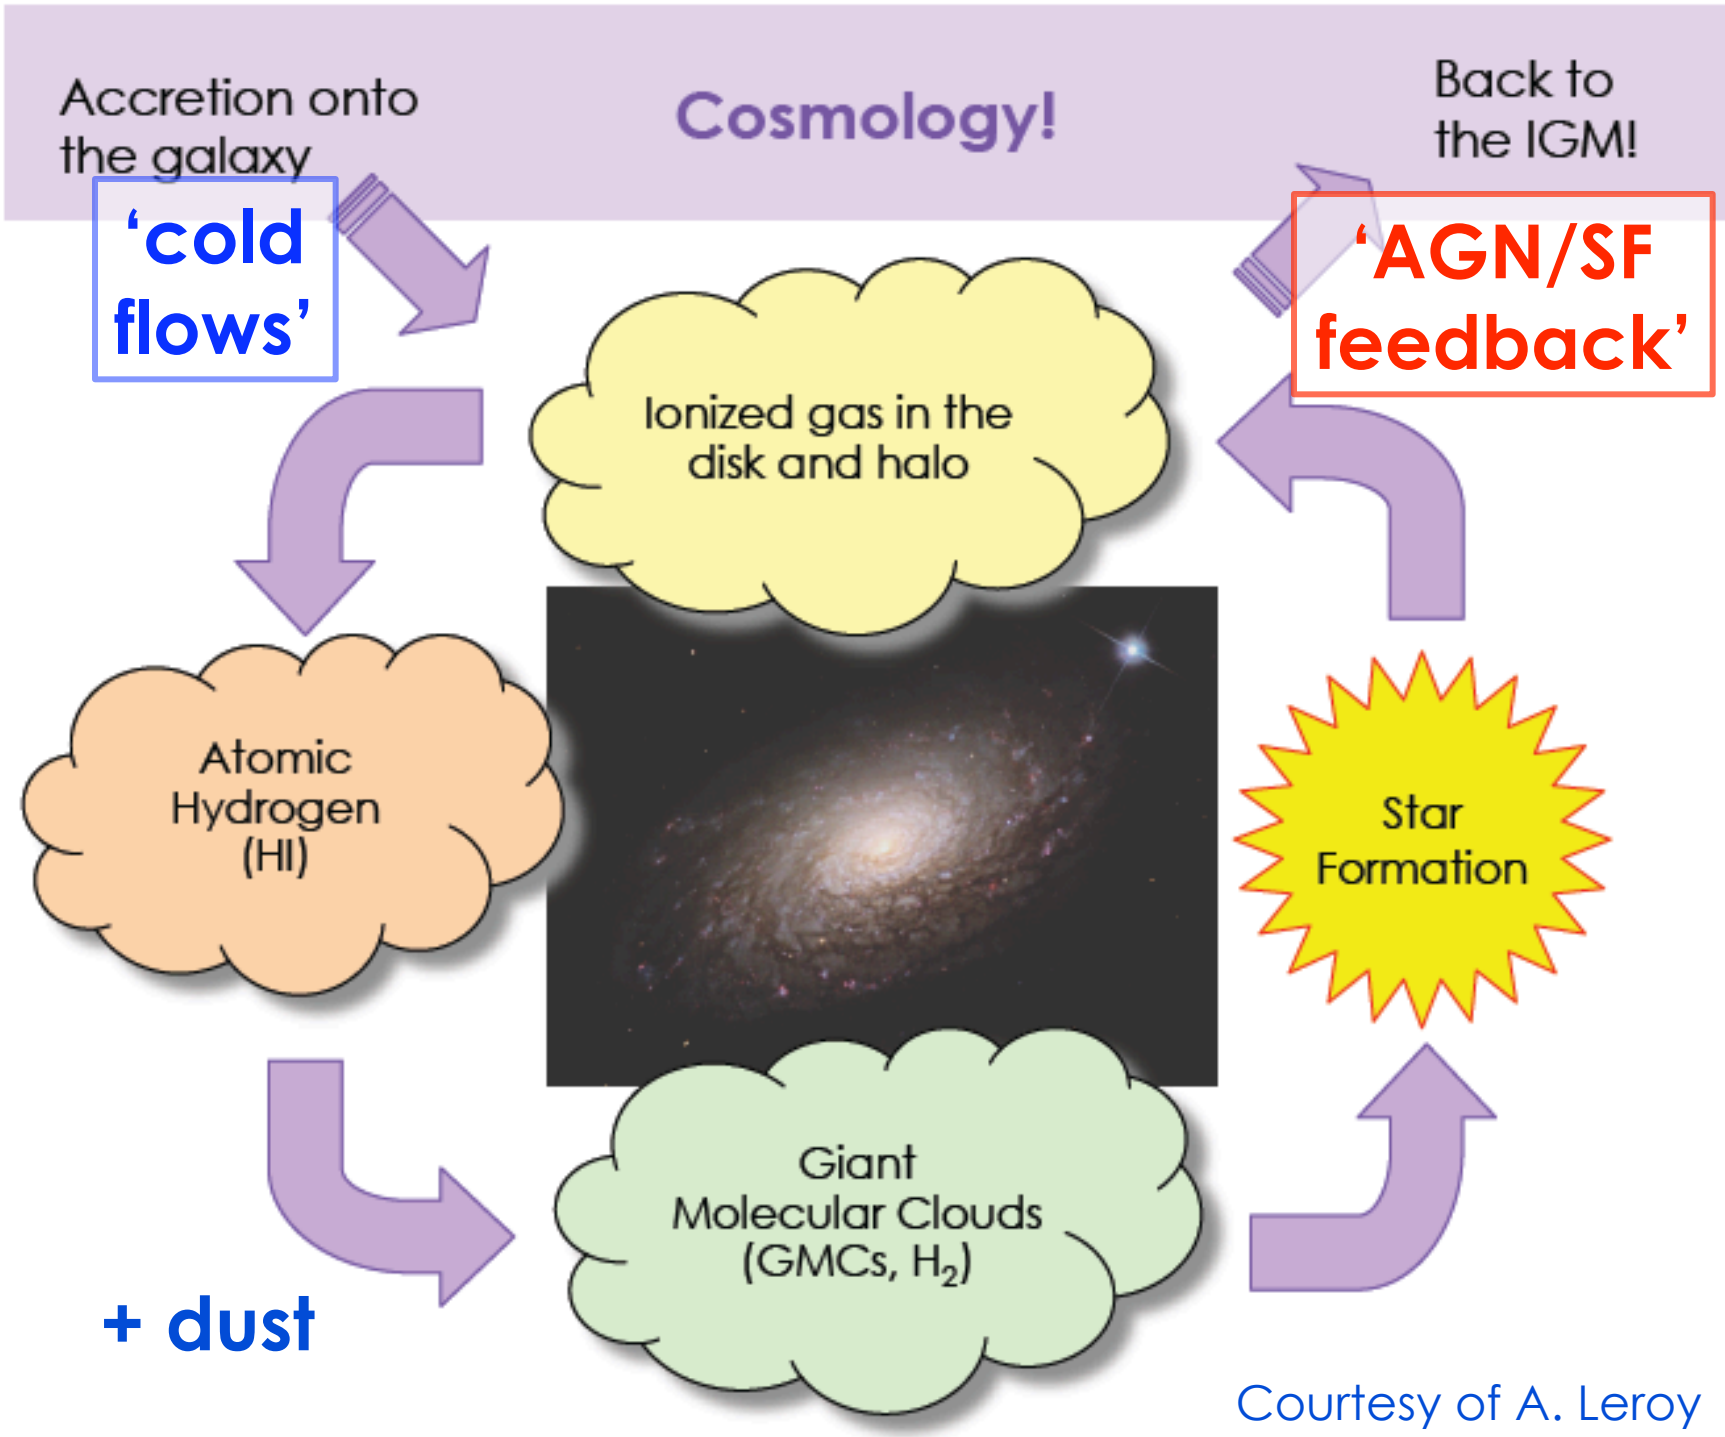 Accretion onto
the galaxy
Cosmology!
Back to
the IGM!
‘cold
flows’
‘AGN/SF
feedback’
Ionized gas in the
disk and halo
Atomic
Hydrogen
(HI)
Star
Formation
Giant
Molecular Clouds
(GMCs, H₂)
+ dust
Courtesy of A. Leroy